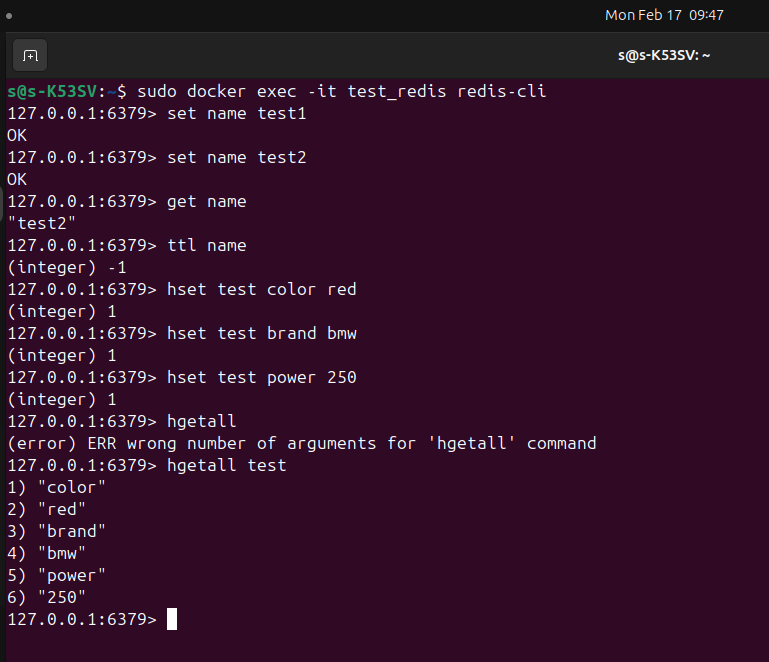 Mon Feb 17 09:47
s@s-K53SV: ~
s@s-K53SV:~$ sudo docker exec -it test_redis redis-cli
127.0.0.1:6379> set name test1
OK
127.0.0.1:6379> set name test2
OK
127.0.0.1:6379> get name
"test2"
127.0.0.1:6379> ttl name
(integer) -1
127.0.0.1:6379> hset test color red
(integer) 1
127.0.0.1:6379> hset test brand bmw
(integer) 1
127.0.0.1:6379> hset test power 250
(integer) 1
127.0.0.1:6379> hgetall
(error) ERR wrong number of arguments for 'hgetall' command
127.0.0.1:6379> hgetall test
1) "color"
2) "red"
3) "brand"
4) "bmw"
5) "power"
6) "250"
127.0.0.1:6379>